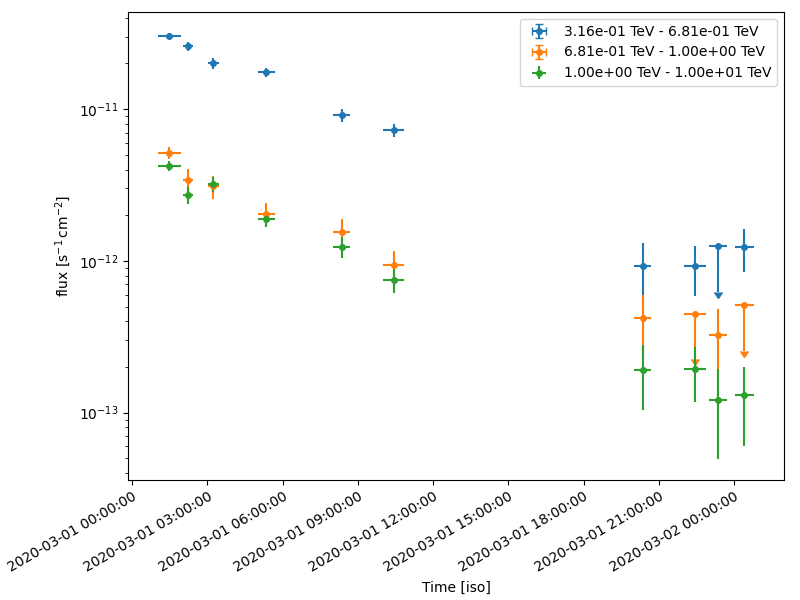 3.16e-01 TeV - 6.81e-01 TeV
6.81e-01 TeV - 1.00e+00 TeV
1.00e+00 TeV - 1.00e+01 TeV
10⁻¹¹
10⁻¹²
10⁻¹³
flux [s⁻¹ cm⁻²]
2020-03-01 00:00:00
2020-03-01 03:00:00
2020-03-01 06:00:00
2020-03-01 09:00:00
2020-03-01 12:00:00
2020-03-01 15:00:00
2020-03-01 18:00:00
2020-03-01 21:00:00
2020-03-02 00:00:00
Time [iso]